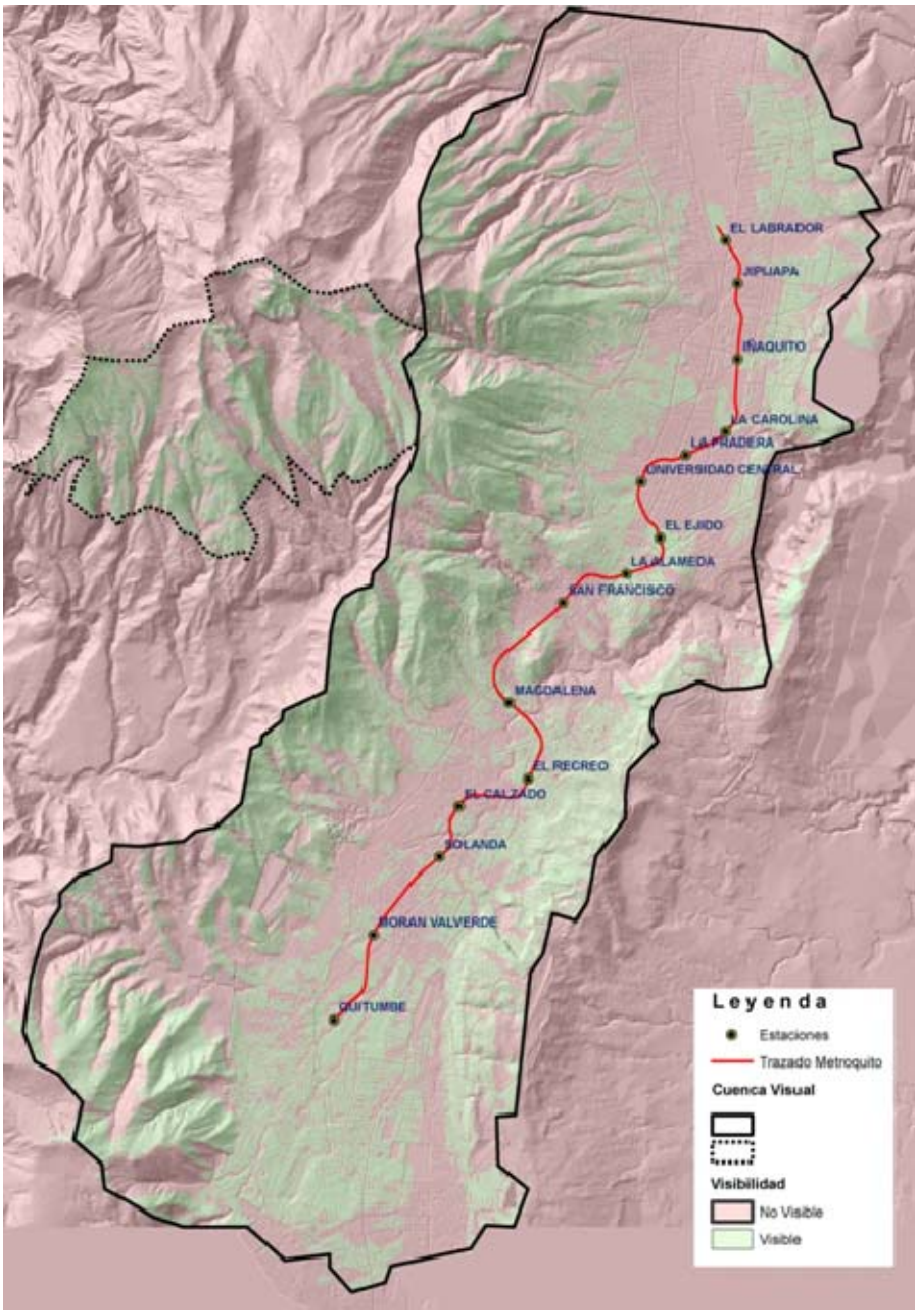 EL LABRADOR
JIPIJAPA
IÑAQUITO
LA CAROLINA
LA PRADERA
UNIVERSIDAD CENTRAL
EL EJIDO
LA ALAMEDA
SAN FRANCISCO
MAGDALENA
EL RECREO
EL CALZADO
SOLANDA
MORAN VALVERDE
QUITUMBE
Leyenda
Estaciones
Trazado Metroquito
Cuenca Visual
Visibilidad
No Visible
Visible